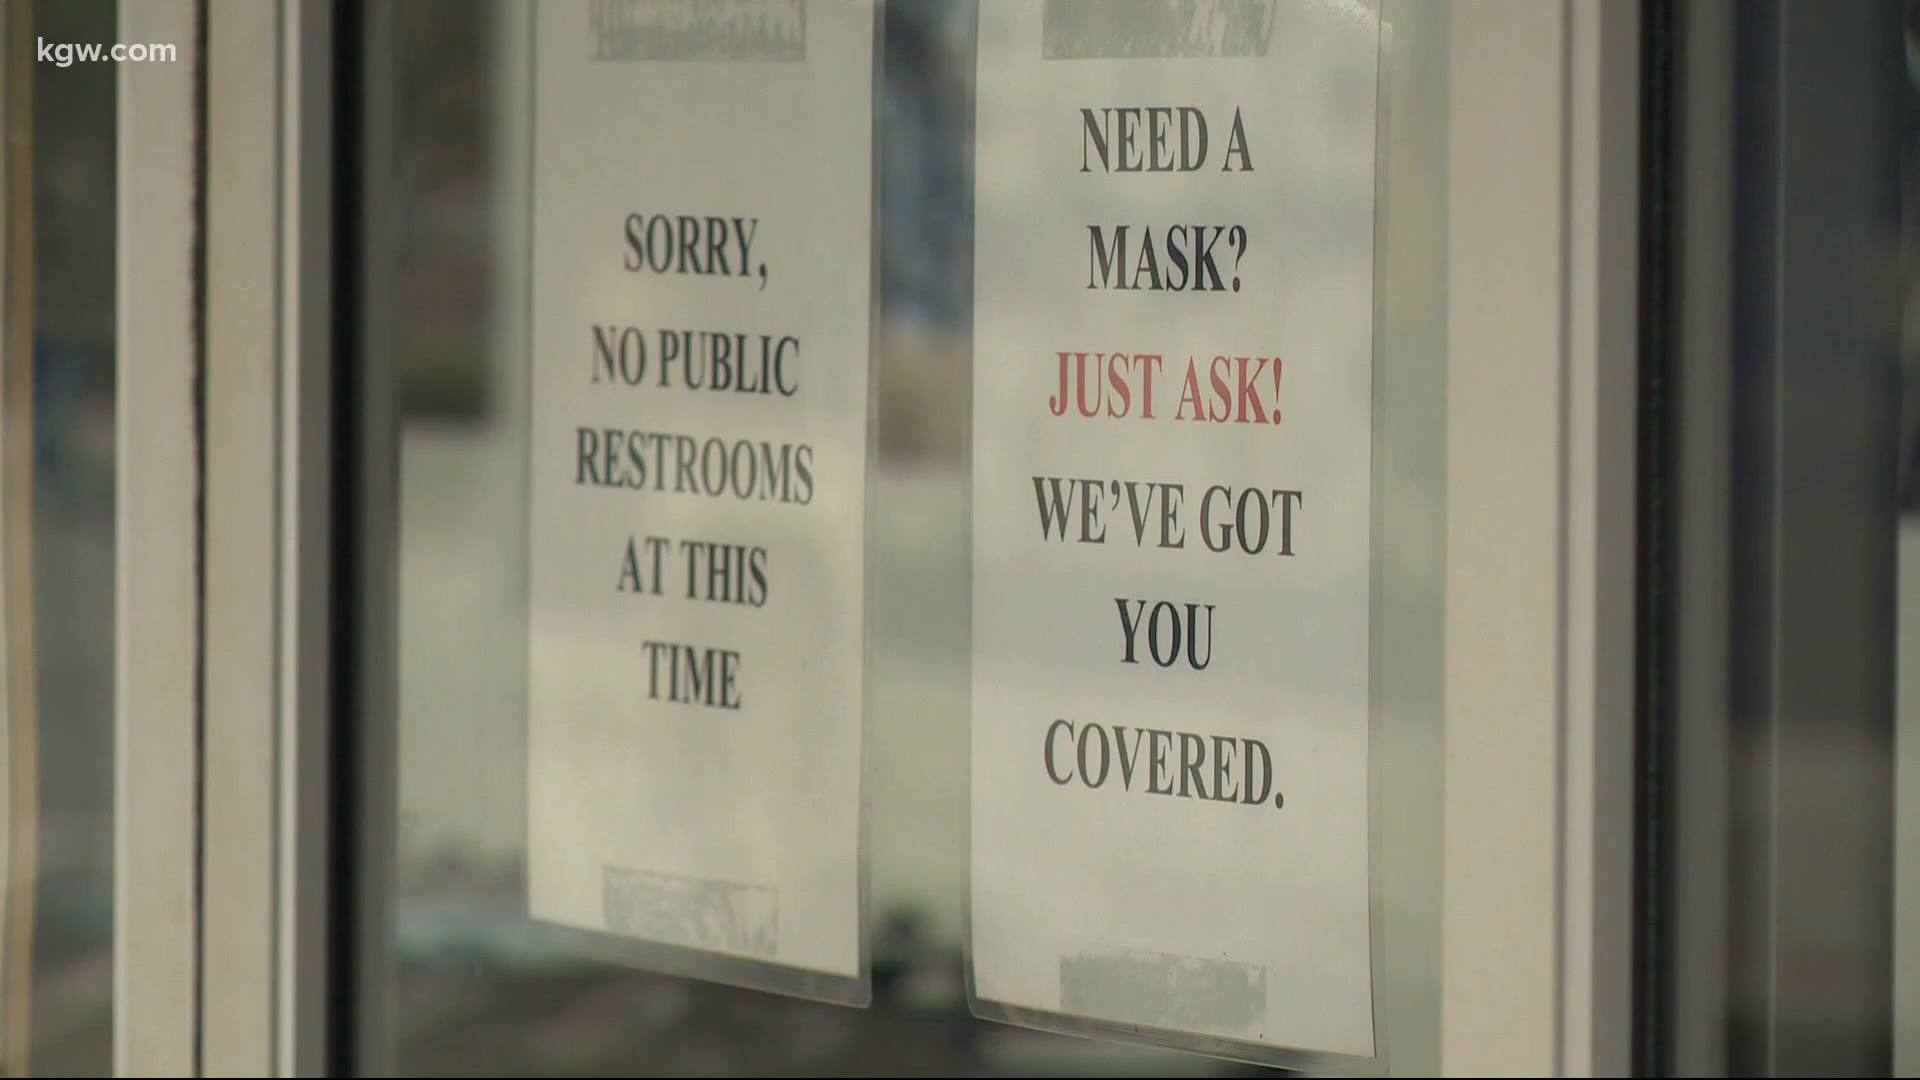 kgw.com
SORRY,
NO PUBLIC
RESTROOMS
AT THIS
TIME
NEED A
MASK?
JUST ASK!
WE'VE GOT
YOU
COVERED.